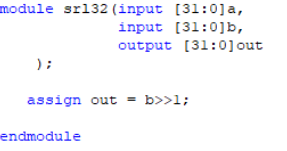 module srl32(input [31:0]a,
input [31:0]b,
output [31:0]out
);
assign out = b>>1;
endmodule